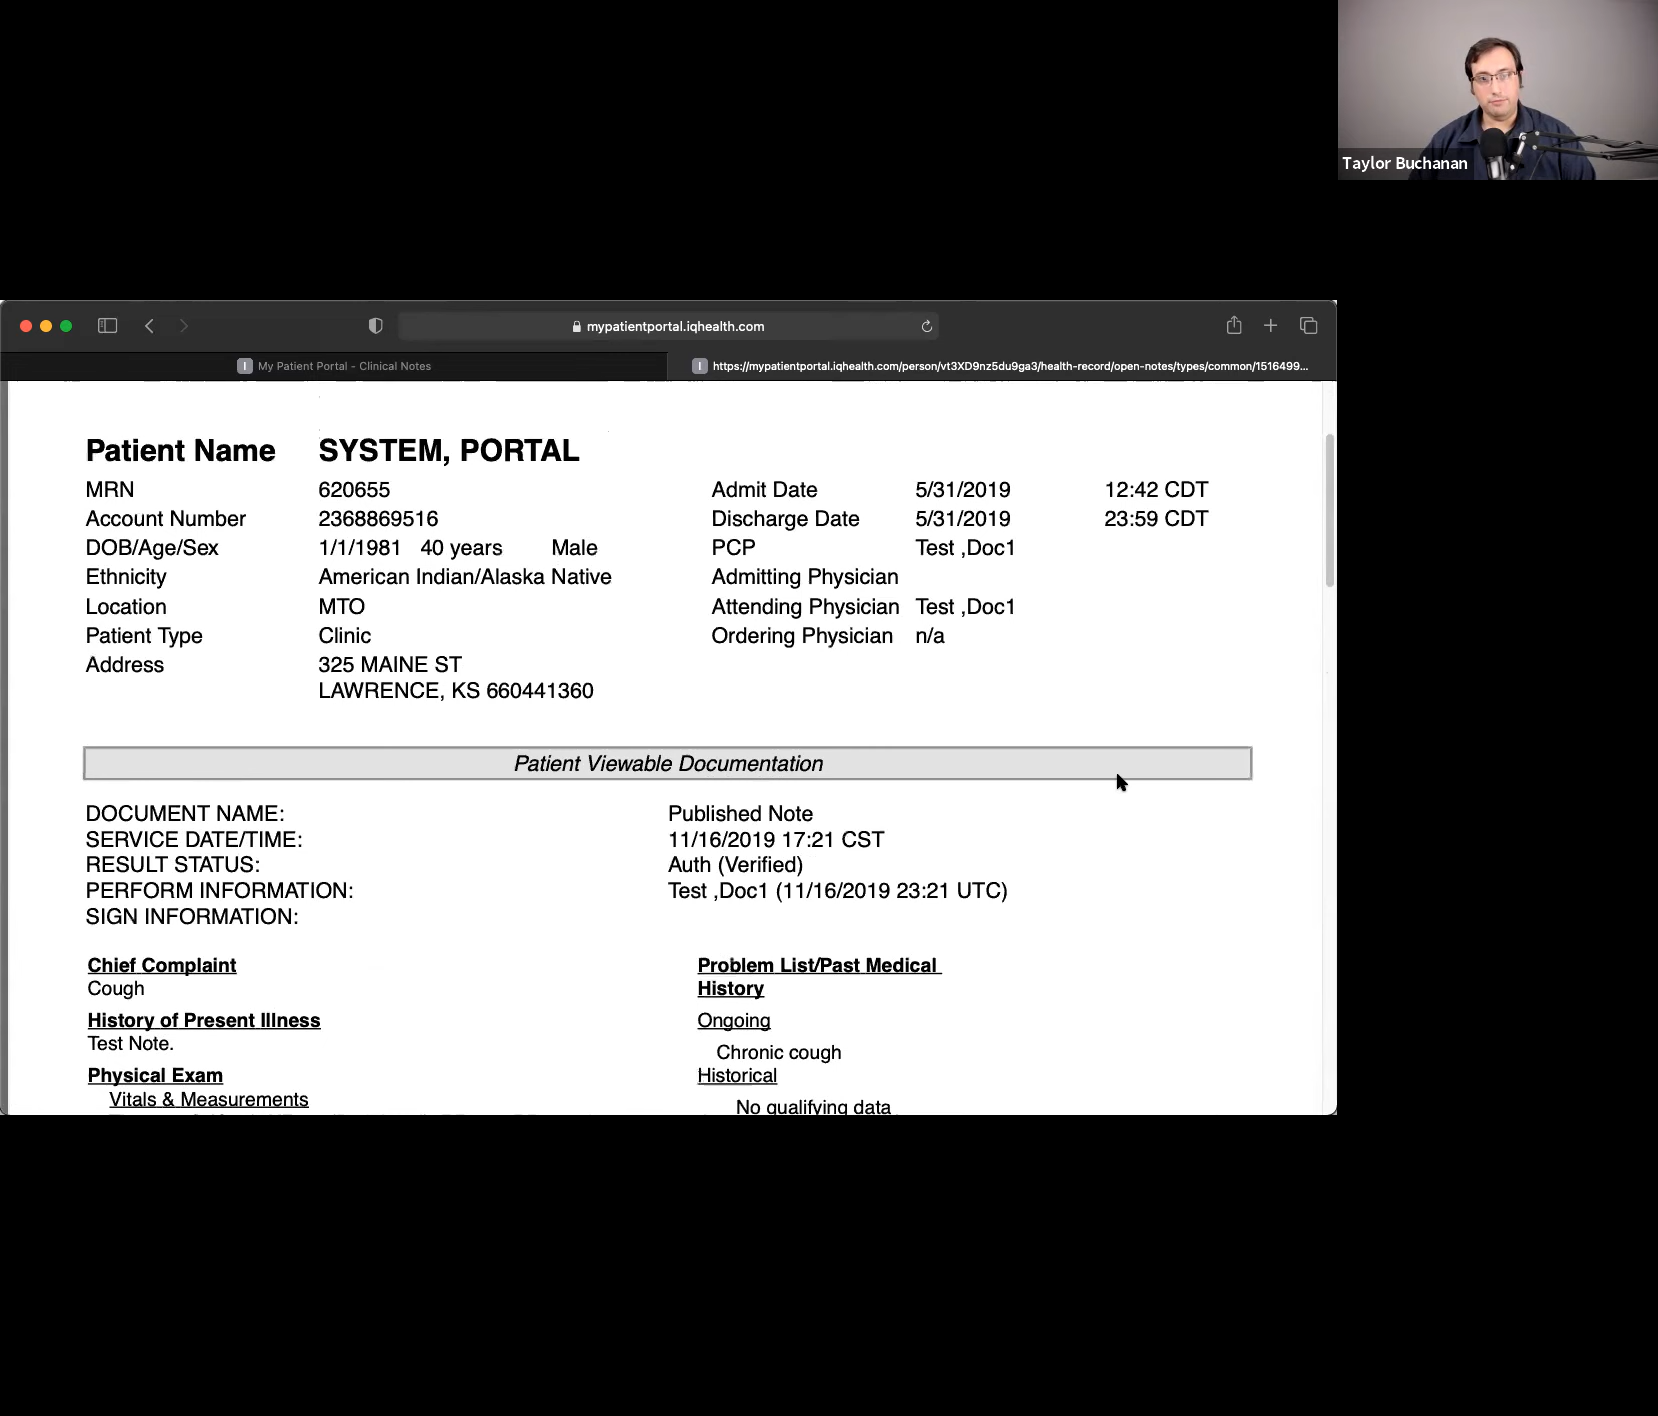 Taylor Buchanan
mypatientportal.iqhealth.com
I My Patient Portal - Clinical Notes
I https://mypatientportal.iqhealth.com/person/vt3XD9nz5du9ga3/health-record/open-notes/types/common/1516499...
Patient Name SYSTEM, PORTAL
MRN 620655 Admit Date 5/31/2019 12:42 CDT
Account Number 2368869516 Discharge Date 5/31/2019 23:59 CDT
DOB/Age/Sex 1/1/1981 40 years Male PCP Test ,Doc1
Ethnicity American Indian/Alaska Native Admitting Physician
Location MTO Attending Physician Test ,Doc1
Patient Type Clinic Ordering Physician n/a
Address 325 MAINE ST
LAWRENCE, KS 660441360
Patient Viewable Documentation
DOCUMENT NAME: Published Note
SERVICE DATE/TIME: 11/16/2019 17:21 CST
RESULT STATUS: Auth (Verified)
PERFORM INFORMATION: Test ,Doc1 (11/16/2019 23:21 UTC)
SIGN INFORMATION:
Chief Complaint
Cough
History of Present Illness
Test Note.
Physical Exam
Vitals & Measurements
Problem List/Past Medical
History
Ongoing
Chronic cough
Historical
No qualifying data